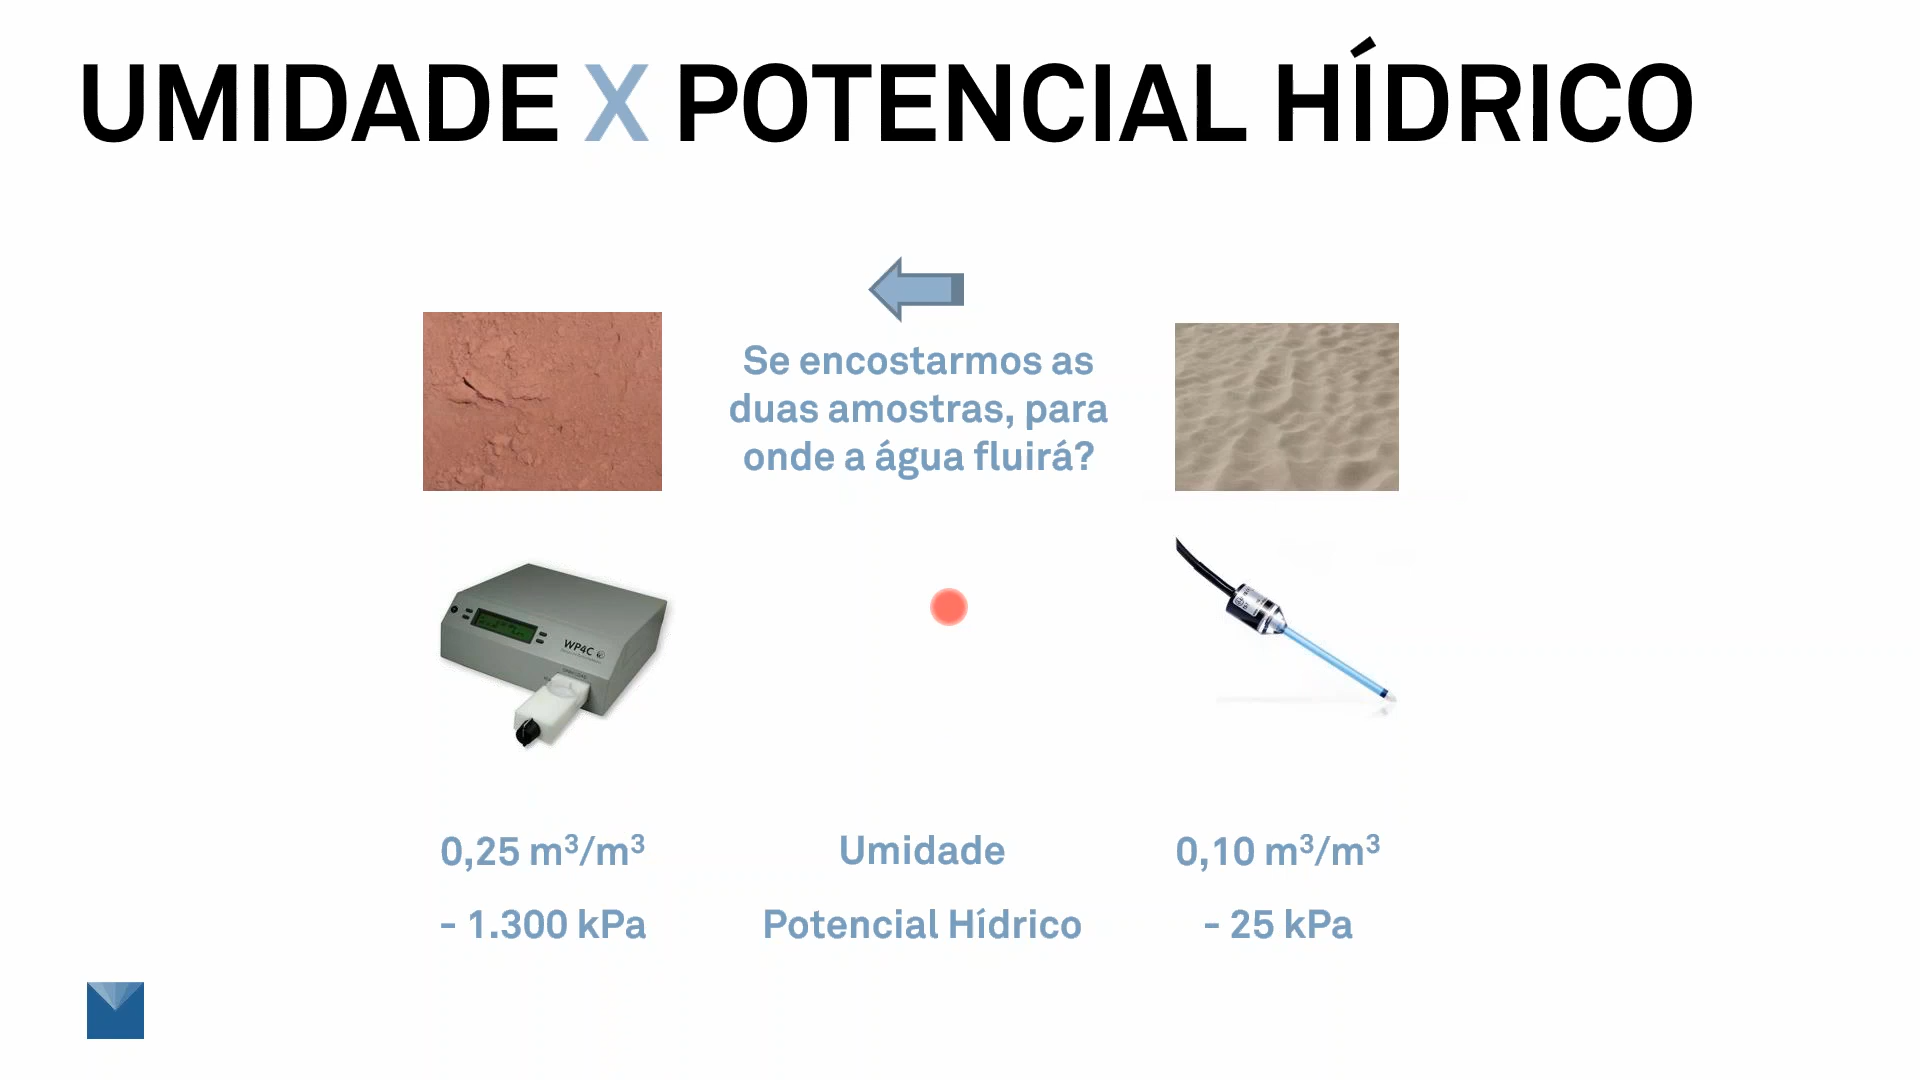 UMIDADE X POTENCIAL HÍDRICO
Se encostarmos as
duas amostras, para
onde a água fluirá?
WP4C
0,25 m³/m³ Umidade 0,10 m³/m³
- 1.300 kPa Potencial Hídrico - 25 kPa